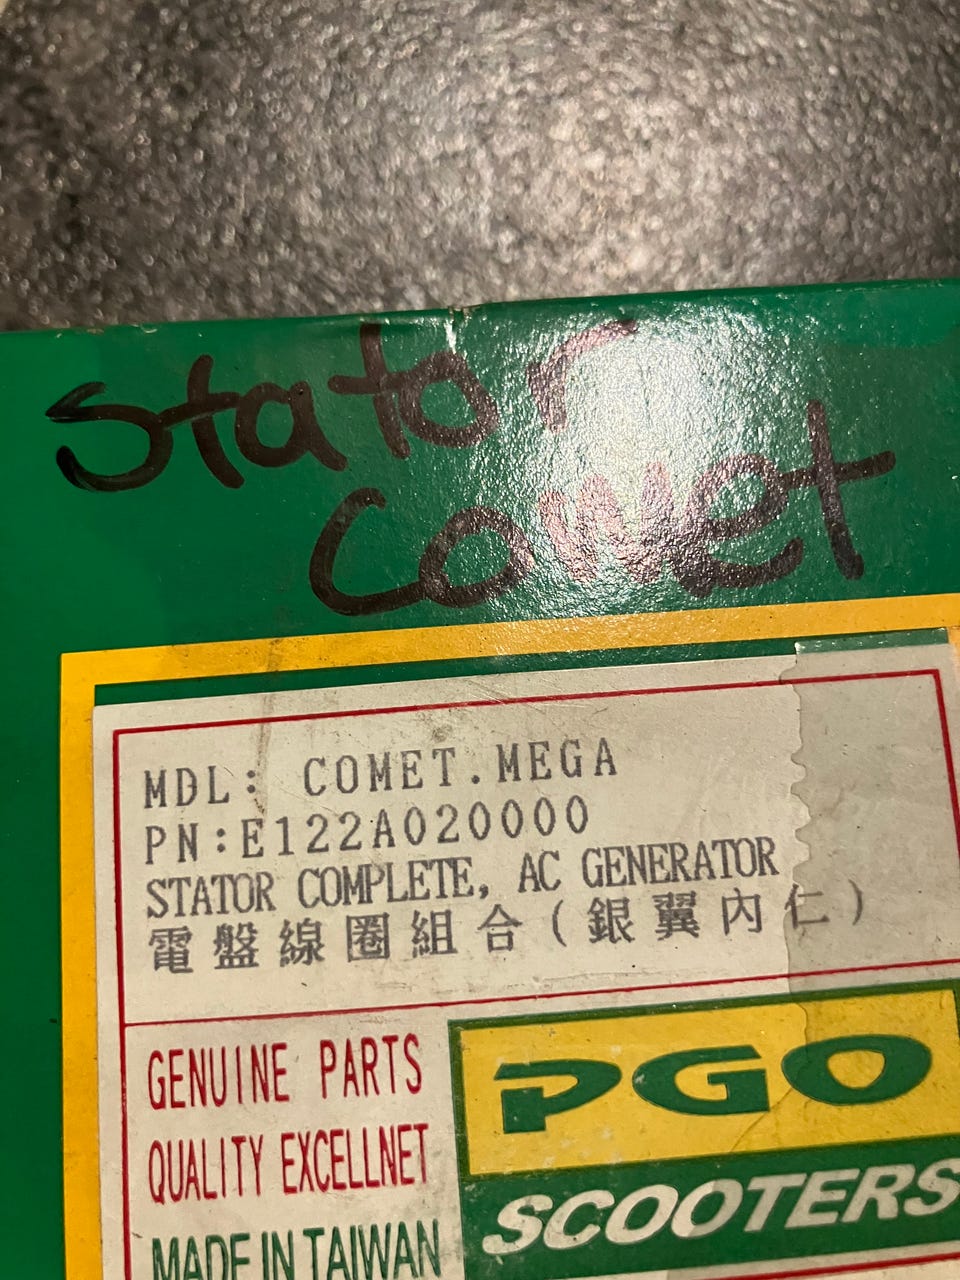 Stator
Comet
MDL: COMET.MEGA
PN:E122A020000
STATOR COMPLETE, AC GENERATOR
電盤線圈組合(銀翼內仁)
GENUINE PARTS
QUALITY EXCELLNET
MADE IN TAIWAN
PGO
SCOOTERS